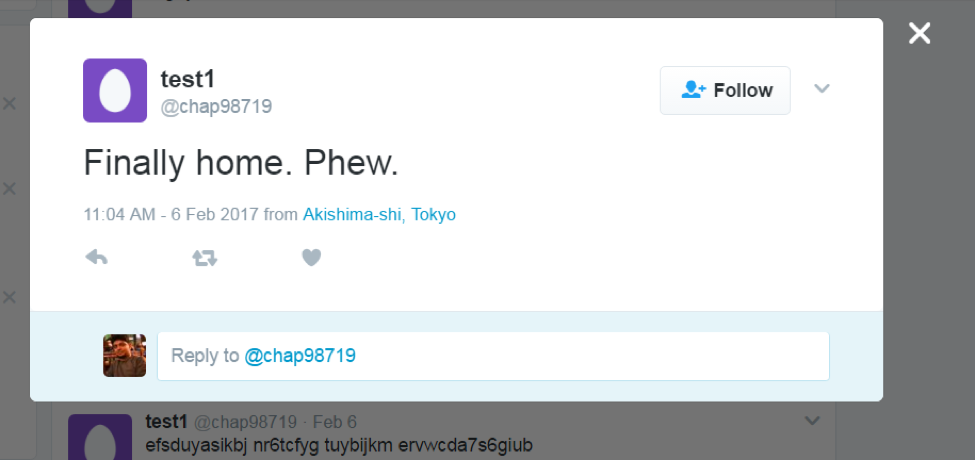 test1
@chap98719
Follow
Finally home. Phew.
11:04 AM - 6 Feb 2017 from Akishima-shi, Tokyo
Reply to @chap98719
test1 @chap98719 · Feb 6
efsduyasikbj nr6tcfyg tuybijkm ervwcda7s6giub